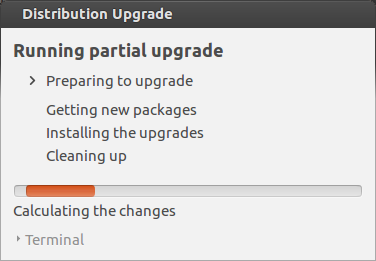 Distribution Upgrade
Running partial upgrade
Preparing to upgrade
Getting new packages
Installing the upgrades
Cleaning up
Calculating the changes
Terminal